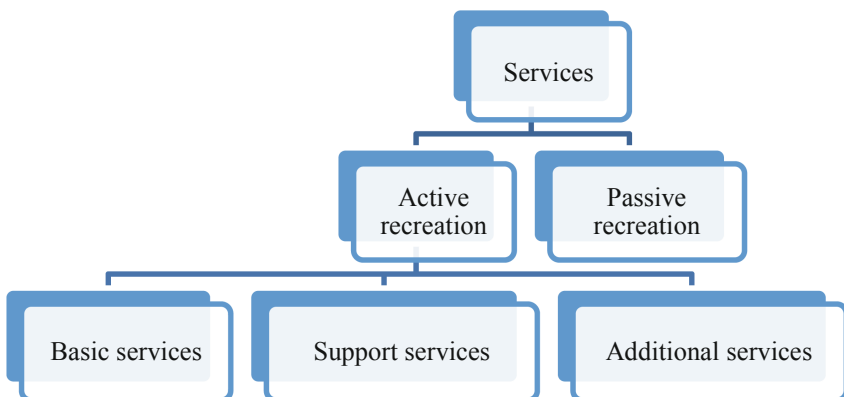 Services
Active
recreation
Passive
recreation
Basic services
Support services
Additional services